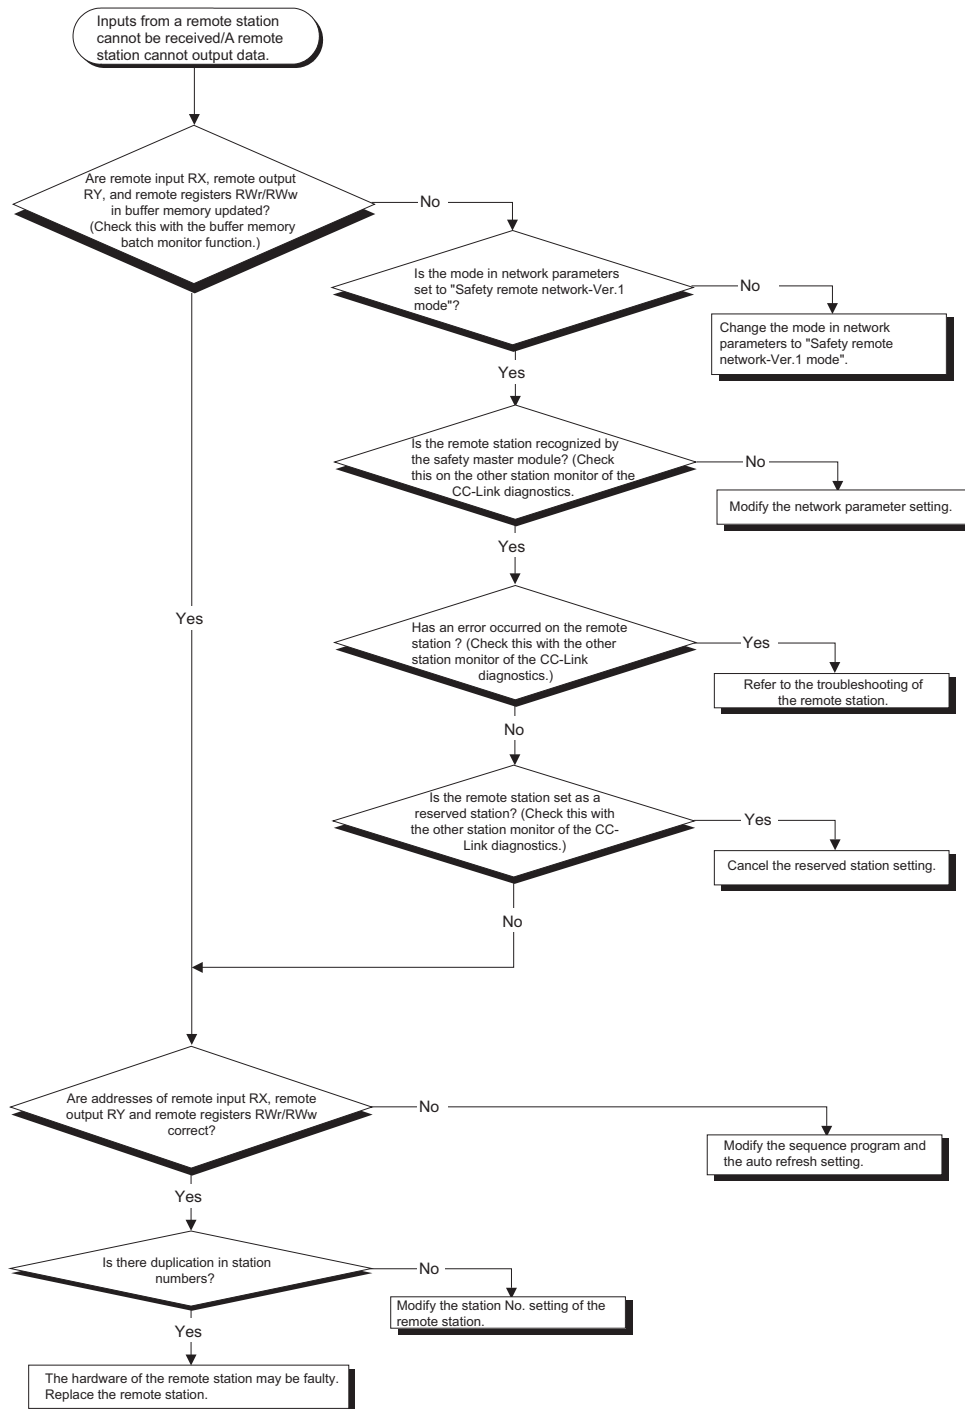 Inputs from a remote station
cannot be received/A remote
station cannot output data.
Are remote input RX, remote output
RY, and remote registers RWr/RWw
in buffer memory updated?
(Check this with the buffer memory
batch monitor function.)
No
Is the mode in network parameters
set to "Safety remote network-Ver.1
mode"?
No
Change the mode in network
parameters to "Safety remote
network-Ver.1 mode".
Yes
Is the remote station recognized by
the safety master module? (Check
this on the other station monitor of the
CC-Link diagnostics.
No
Modify the network parameter setting.
Yes
Has an error occurred on the remote
station ? (Check this with the other
station monitor of the CC-Link
diagnostics.)
Yes
Refer to the troubleshooting of
the remote station.
Yes
No
Is the remote station set as a
reserved station? (Check this with
the other station monitor of the CC-
Link diagnostics.)
Yes
Cancel the reserved station setting.
No
Are addresses of remote input RX, remote
output RY and remote registers RWr/RWw
correct?
No
Modify the sequence program and
the auto refresh setting.
Yes
Is there duplication in station
numbers?
No
Modify the station No. setting of the
remote station.
Yes
The hardware of the remote station may be faulty.
Replace the remote station.